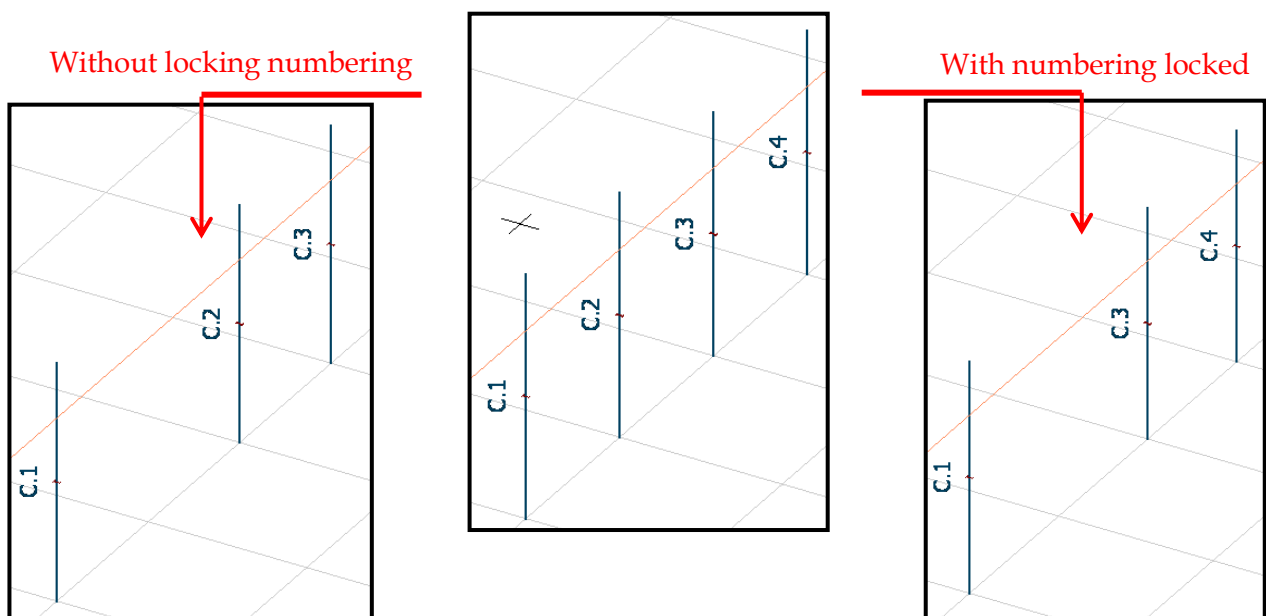 Without locking numbering
C.1
C.2
C.3
C.1
C.2
C.3
C.4
With numbering locked
C.1
C.3
C.4